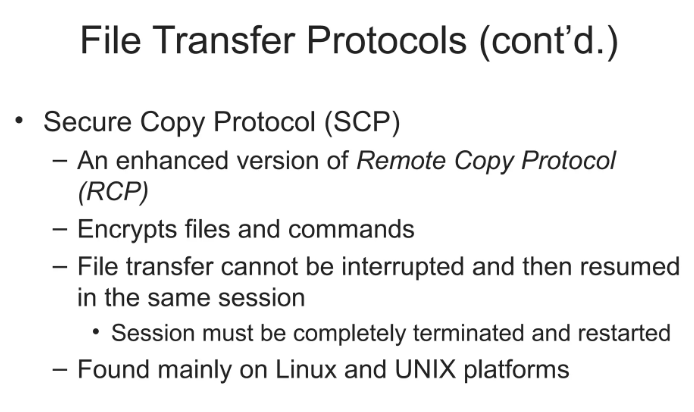 File Transfer Protocols (cont’d.)
• Secure Copy Protocol (SCP)
– An enhanced version of Remote Copy Protocol
(RCP)
– Encrypts files and commands
– File transfer cannot be interrupted and then resumed
in the same session
• Session must be completely terminated and restarted
– Found mainly on Linux and UNIX platforms